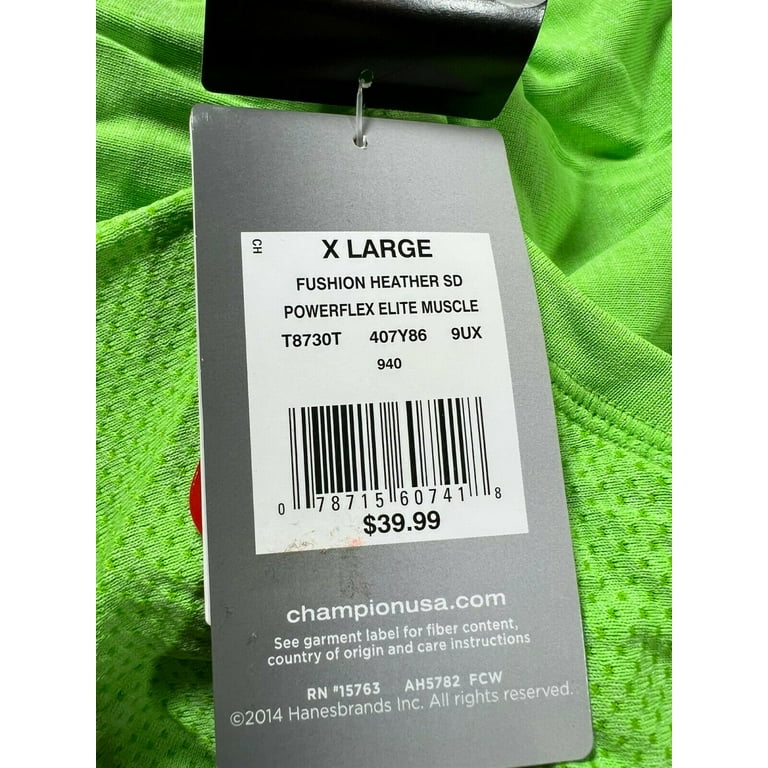 CH
X LARGE
FUSHION HEATHER SD
POWERFLEX ELITE MUSCLE
T8730T 407Y86 9UX
940
0 78715 60741 8
$39.99
championusa.com
See garment label for fiber content,
country of origin and care instructions
RN #15763 AH5782 FCW
©2014 Hanesbrands Inc. All rights reserved.